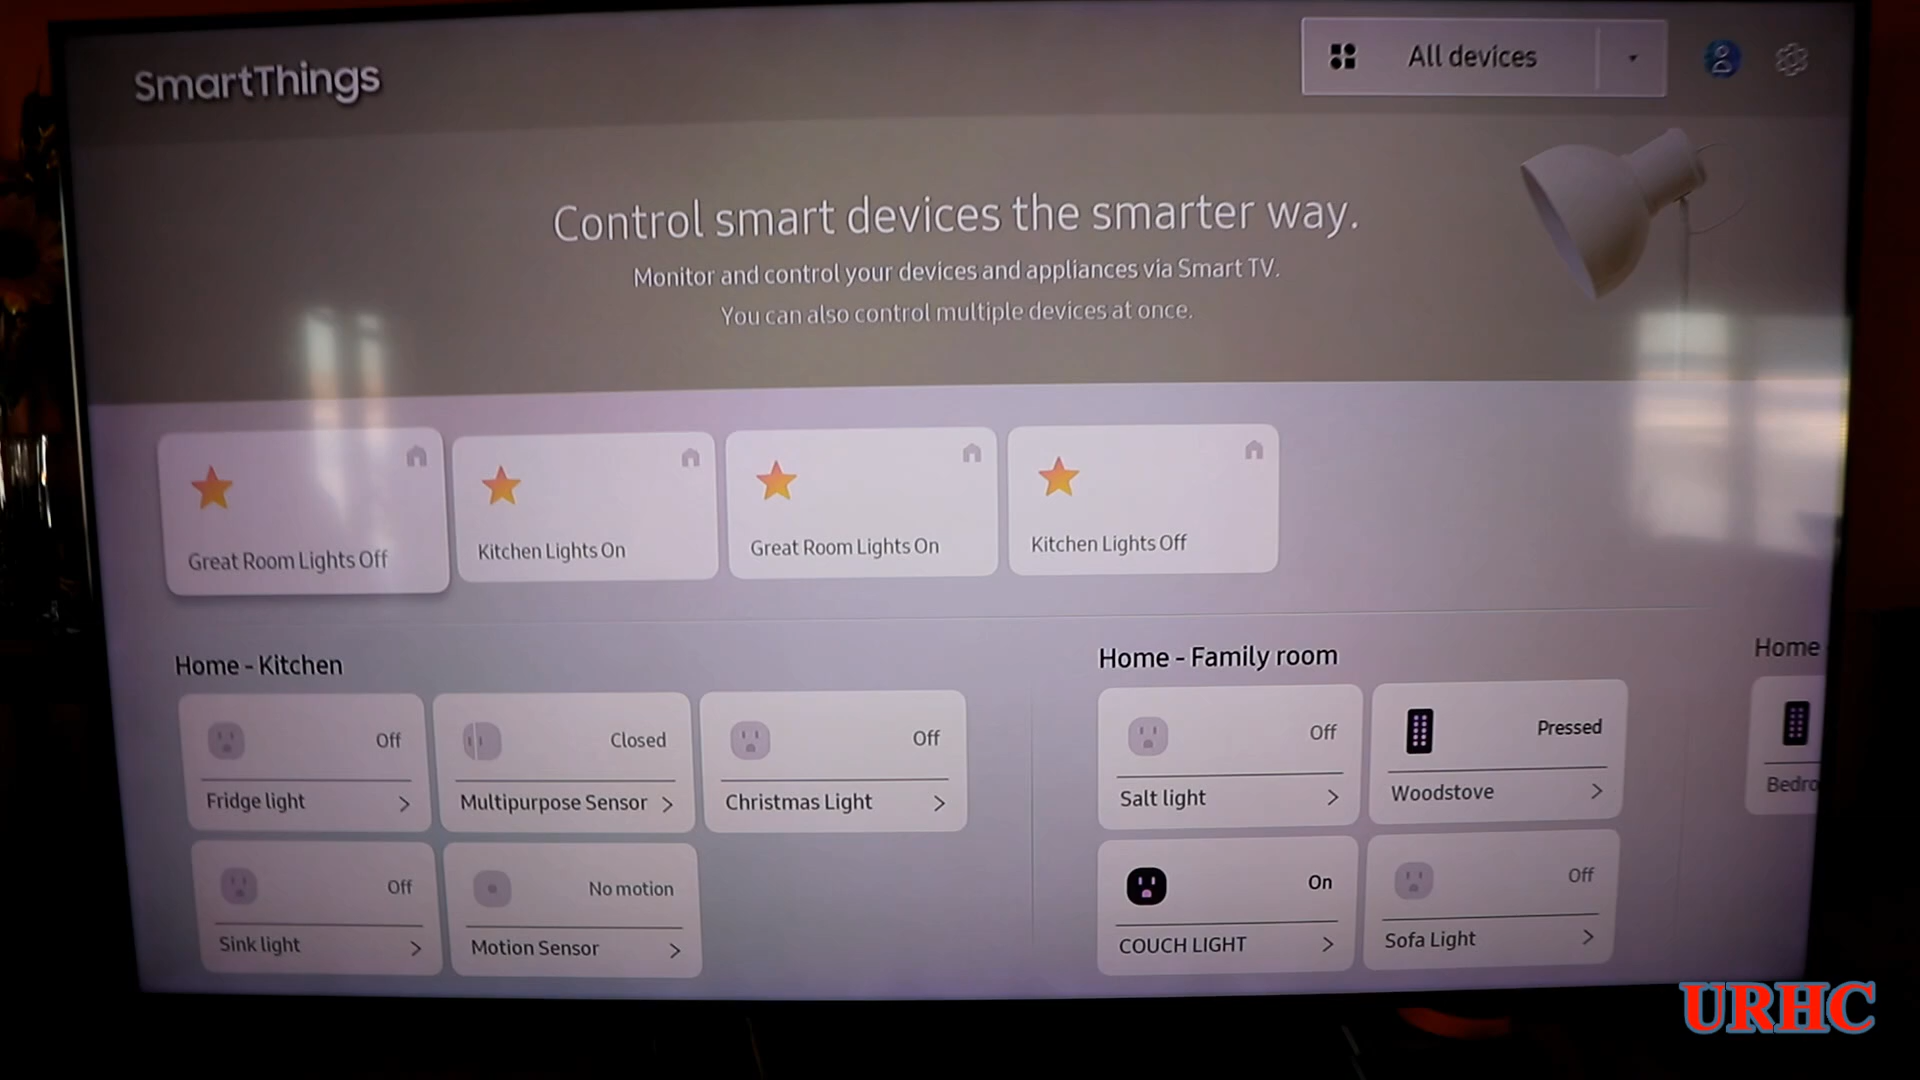 SmartThings
All devices
Control smart devices the smarter way.
Monitor and control your devices and appliances via Smart TV.
You can also control multiple devices at once.
Great Room Lights Off
Kitchen Lights On
Great Room Lights On
Kitchen Lights Off
Home - Kitchen
Off
Fridge light
Closed
Multipurpose Sensor
Off
Christmas Light
Off
Sink light
No motion
Motion Sensor
Home - Family room
Off
Salt light
Pressed
Woodstove
On
COUCH LIGHT
Off
Sofa Light
Home
Bedro
URHC